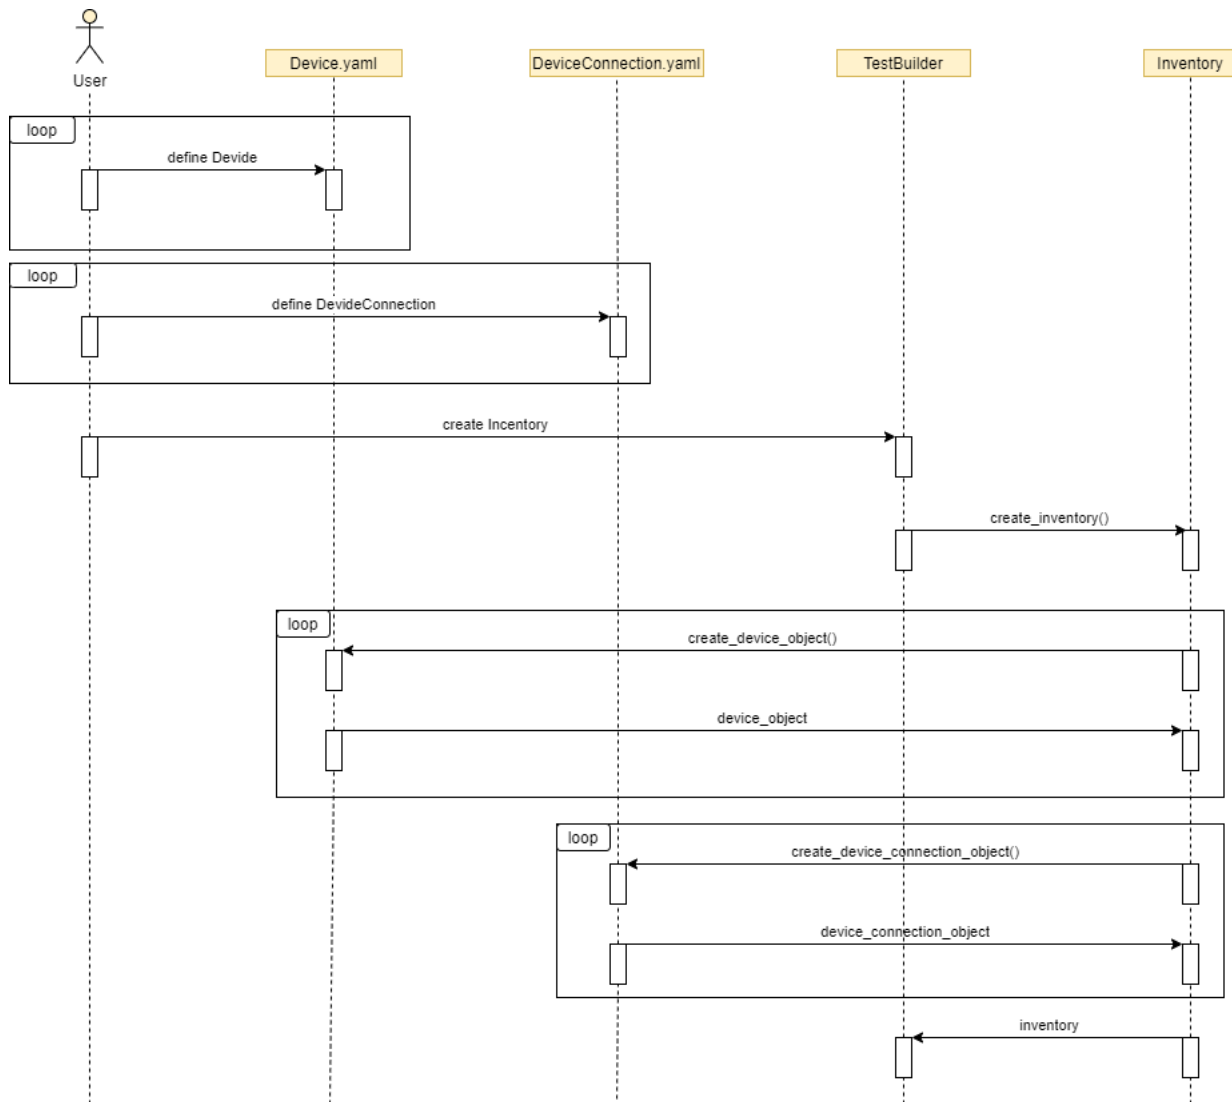 User
Device.yaml
DeviceConnection.yaml
TestBuilder
Inventory
loop
define Devide
loop
define DevideConnection
create Incentory
create_inventory()
loop
create_device_object()
device_object
loop
create_device_connection_object()
device_connection_object
inventory